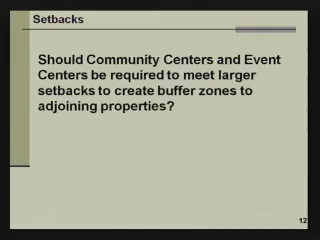 Setbacks
Should Community Centers and Event
Centers be required to meet larger
setbacks to create buffer zones to
adjoining properties?
12